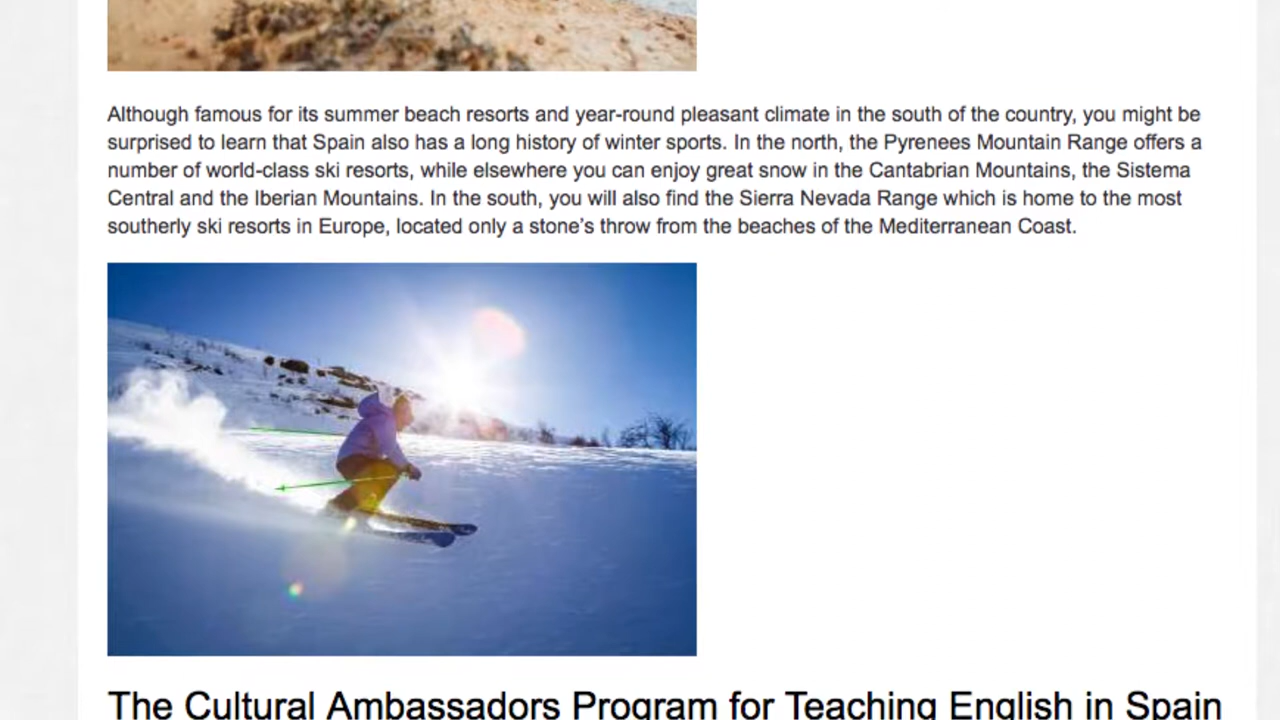 Although famous for its summer beach resorts and year-round pleasant climate in the south of the country, you might be
surprised to learn that Spain also has a long history of winter sports. In the north, the Pyrenees Mountain Range offers a
number of world-class ski resorts, while elsewhere you can enjoy great snow in the Cantabrian Mountains, the Sistema
Central and the Iberian Mountains. In the south, you will also find the Sierra Nevada Range which is home to the most
southerly ski resorts in Europe, located only a stone’s throw from the beaches of the Mediterranean Coast.
The Cultural Ambassadors Program for Teaching English in Spain